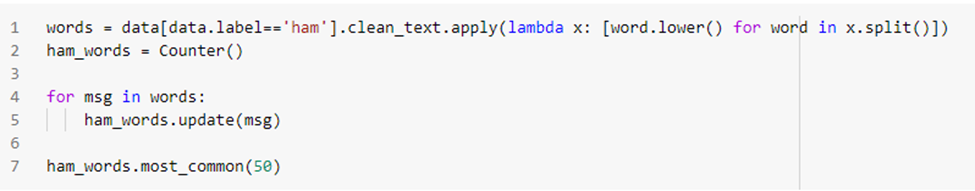 1 words = data[data.label=='ham'].clean_text.apply(lambda x: [word.lower() for word in x.split()])
2 ham_words = Counter()
3
4 for msg in words:
5     ham_words.update(msg)
6
7 ham_words.most_common(50)